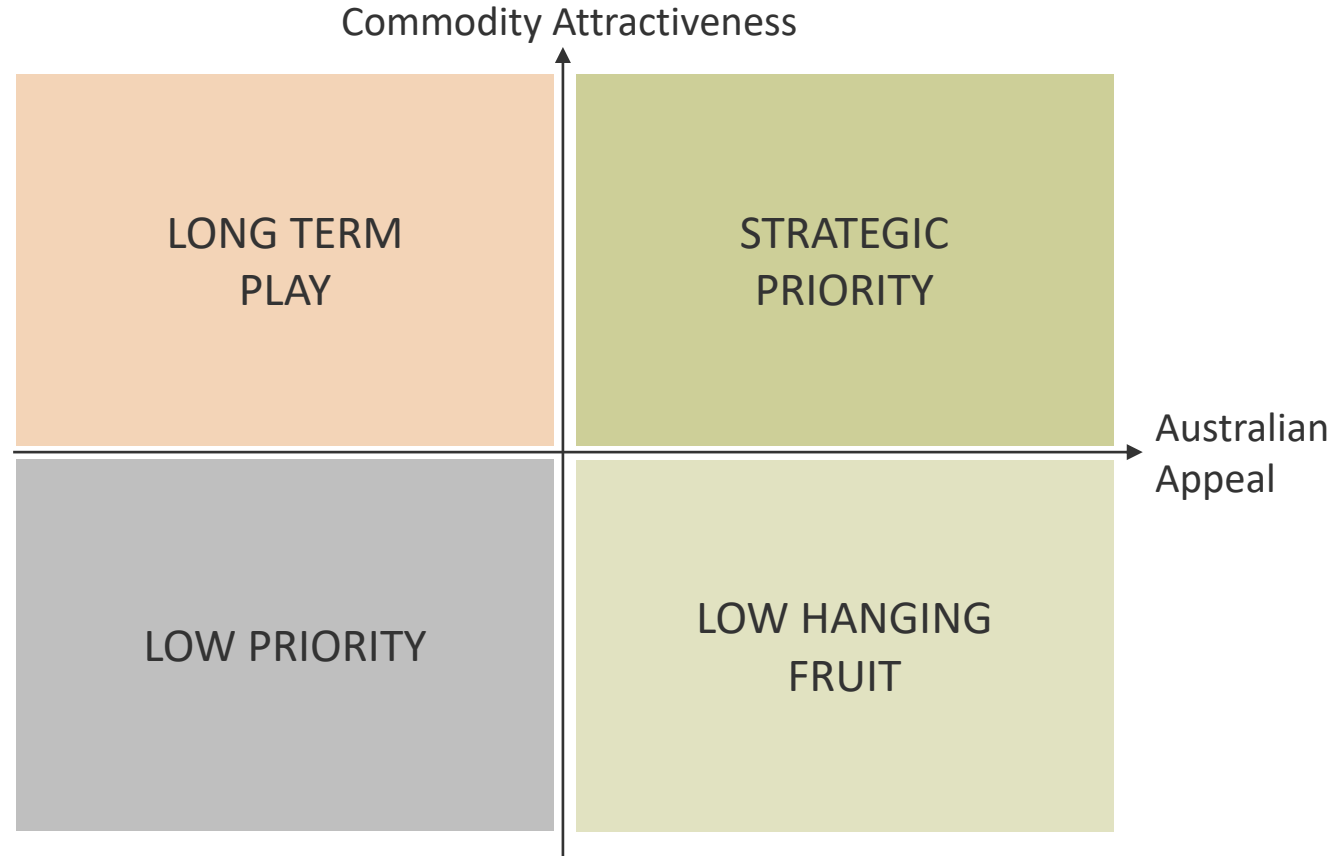 Commodity Attractiveness
LONG TERM
PLAY
STRATEGIC
PRIORITY
Australian
Appeal
LOW PRIORITY
LOW HANGING
FRUIT